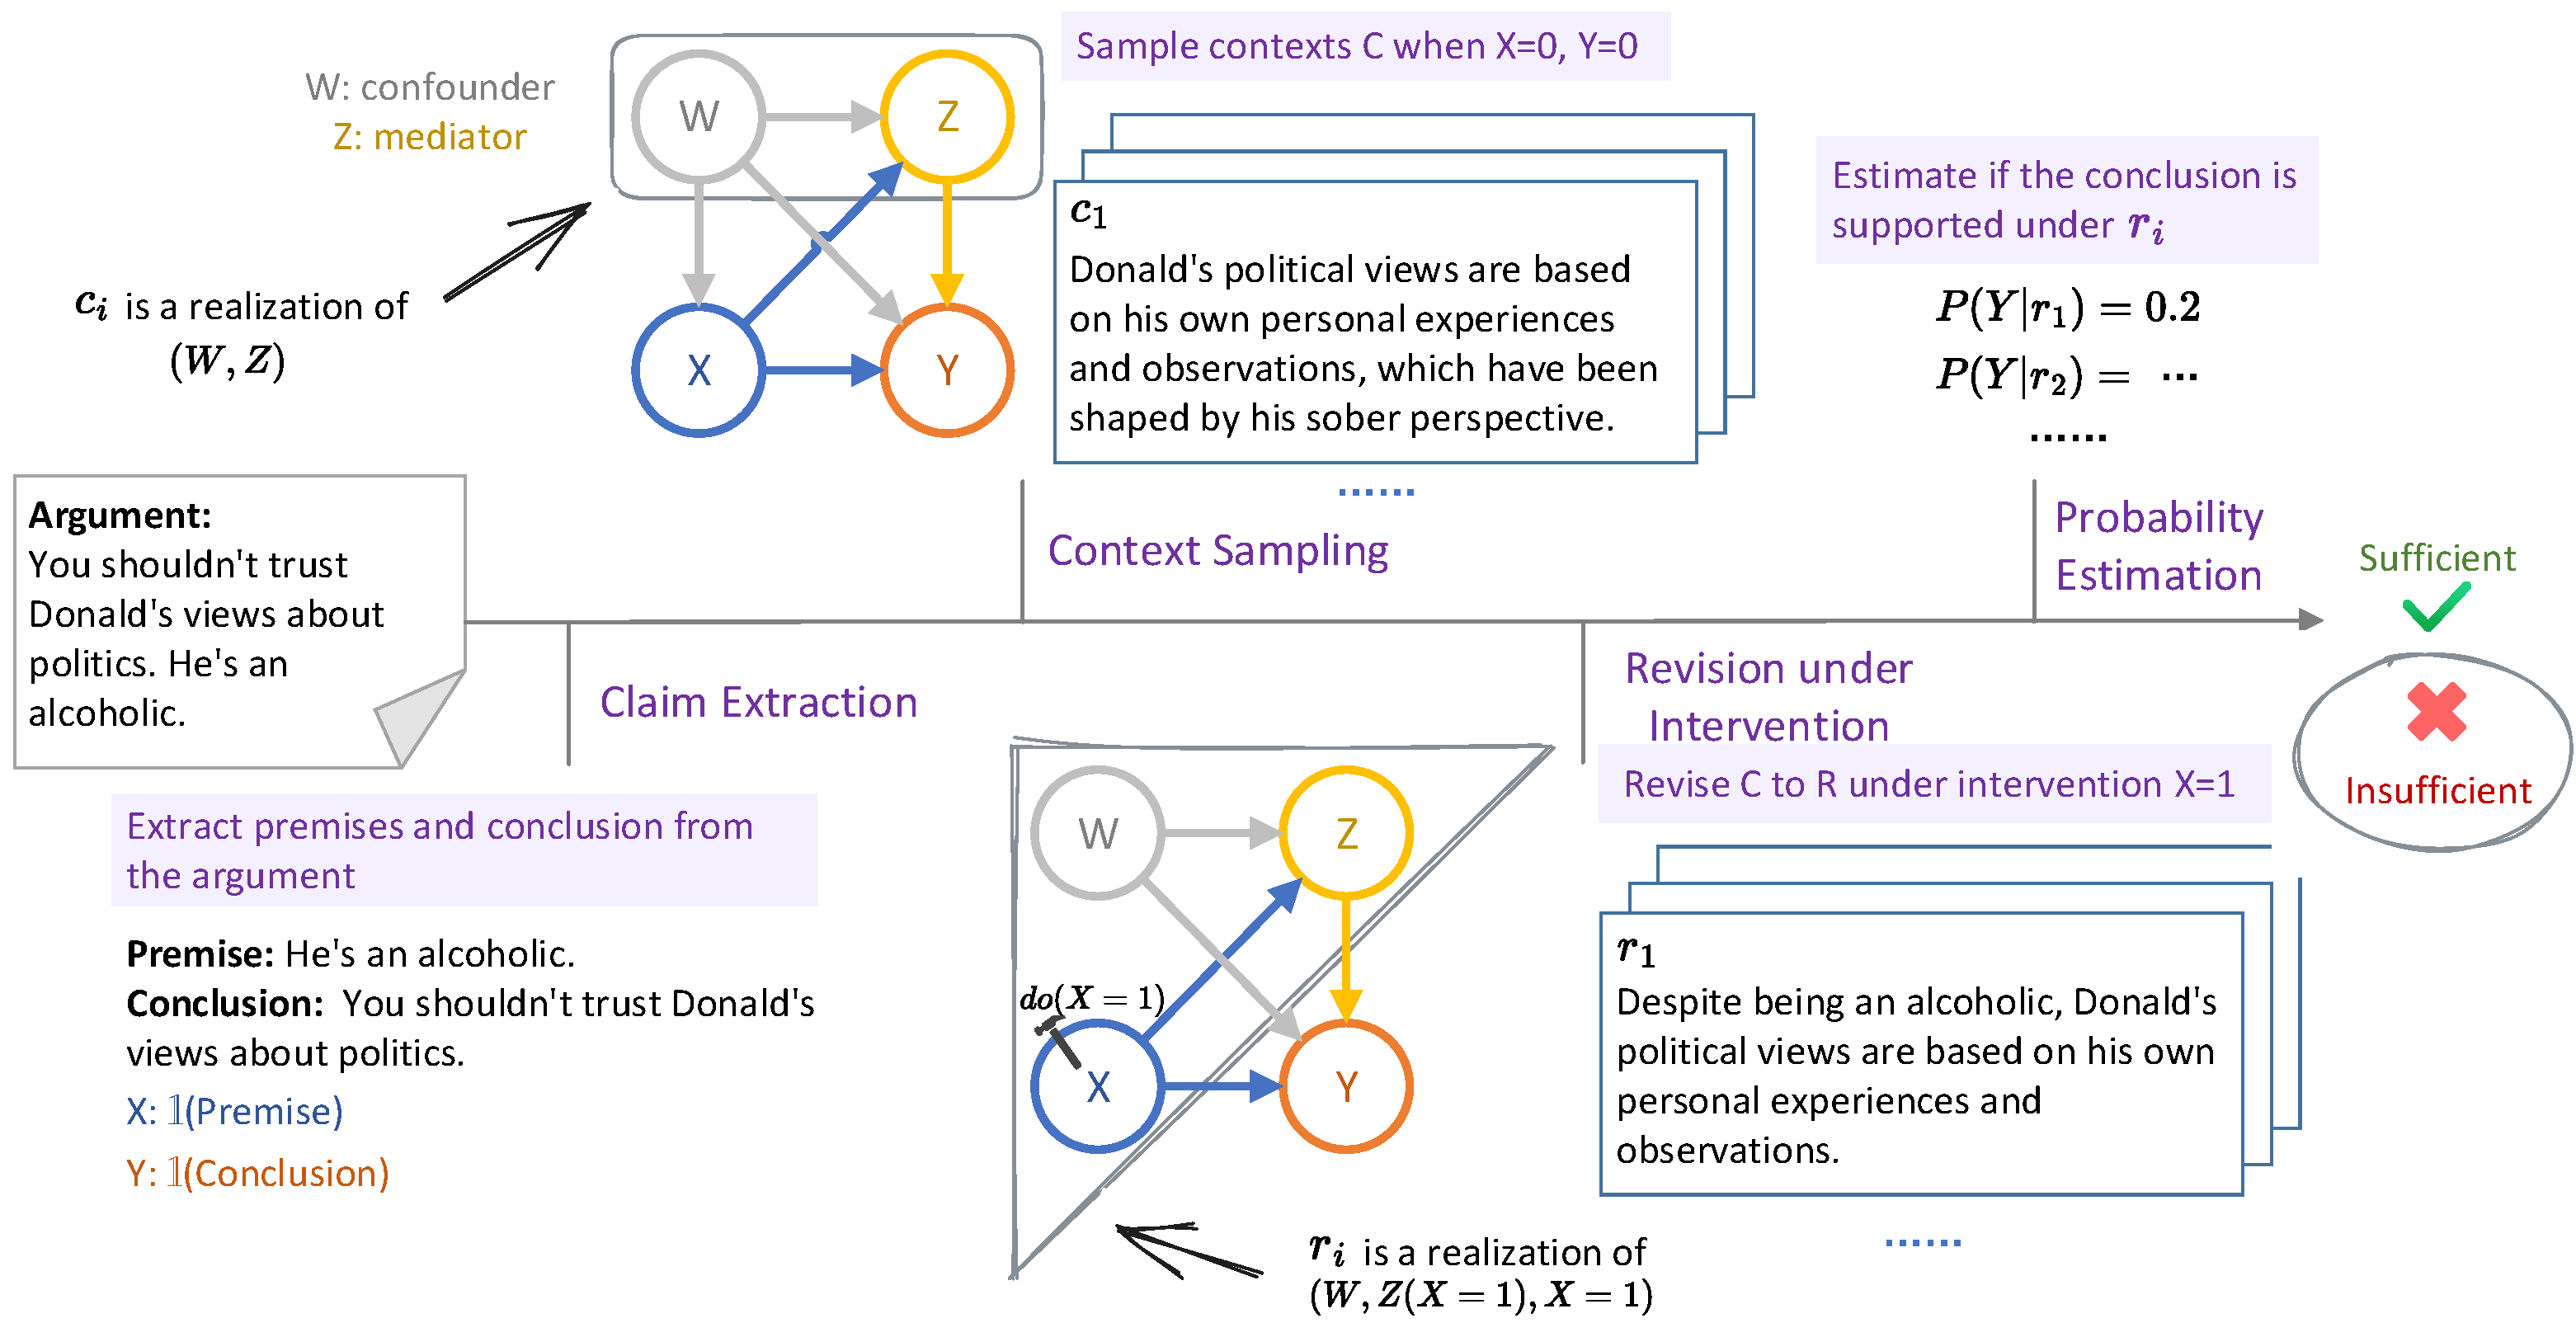 W: confounder
Z: mediator
W
Z
X
Y
c_i is a realization of
(W, Z)
Sample contexts C when X=0, Y=0
c_1
Donald's political views are based
on his own personal experiences
and observations, which have been
shaped by his sober perspective.
......
Estimate if the conclusion is
supported under r_i
P(Y|r_1) = 0.2
P(Y|r_2) = ...
......
Argument:
You shouldn't trust
Donald's views about
politics. He's an
alcoholic.
Claim Extraction
Context Sampling
Revision under
Intervention
Probability
Estimation
Sufficient
Insufficient
Extract premises and conclusion from
the argument
Premise: He's an alcoholic.
Conclusion: You shouldn't trust Donald's
views about politics.
X: 𝟙(Premise)
Y: 𝟙(Conclusion)
W
Z
do(X = 1)
X
Y
r_i is a realization of
(W, Z(X = 1), X = 1)
Revise C to R under intervention X=1
r_1
Despite being an alcoholic, Donald's
political views are based on his own
personal experiences and
observations.
......